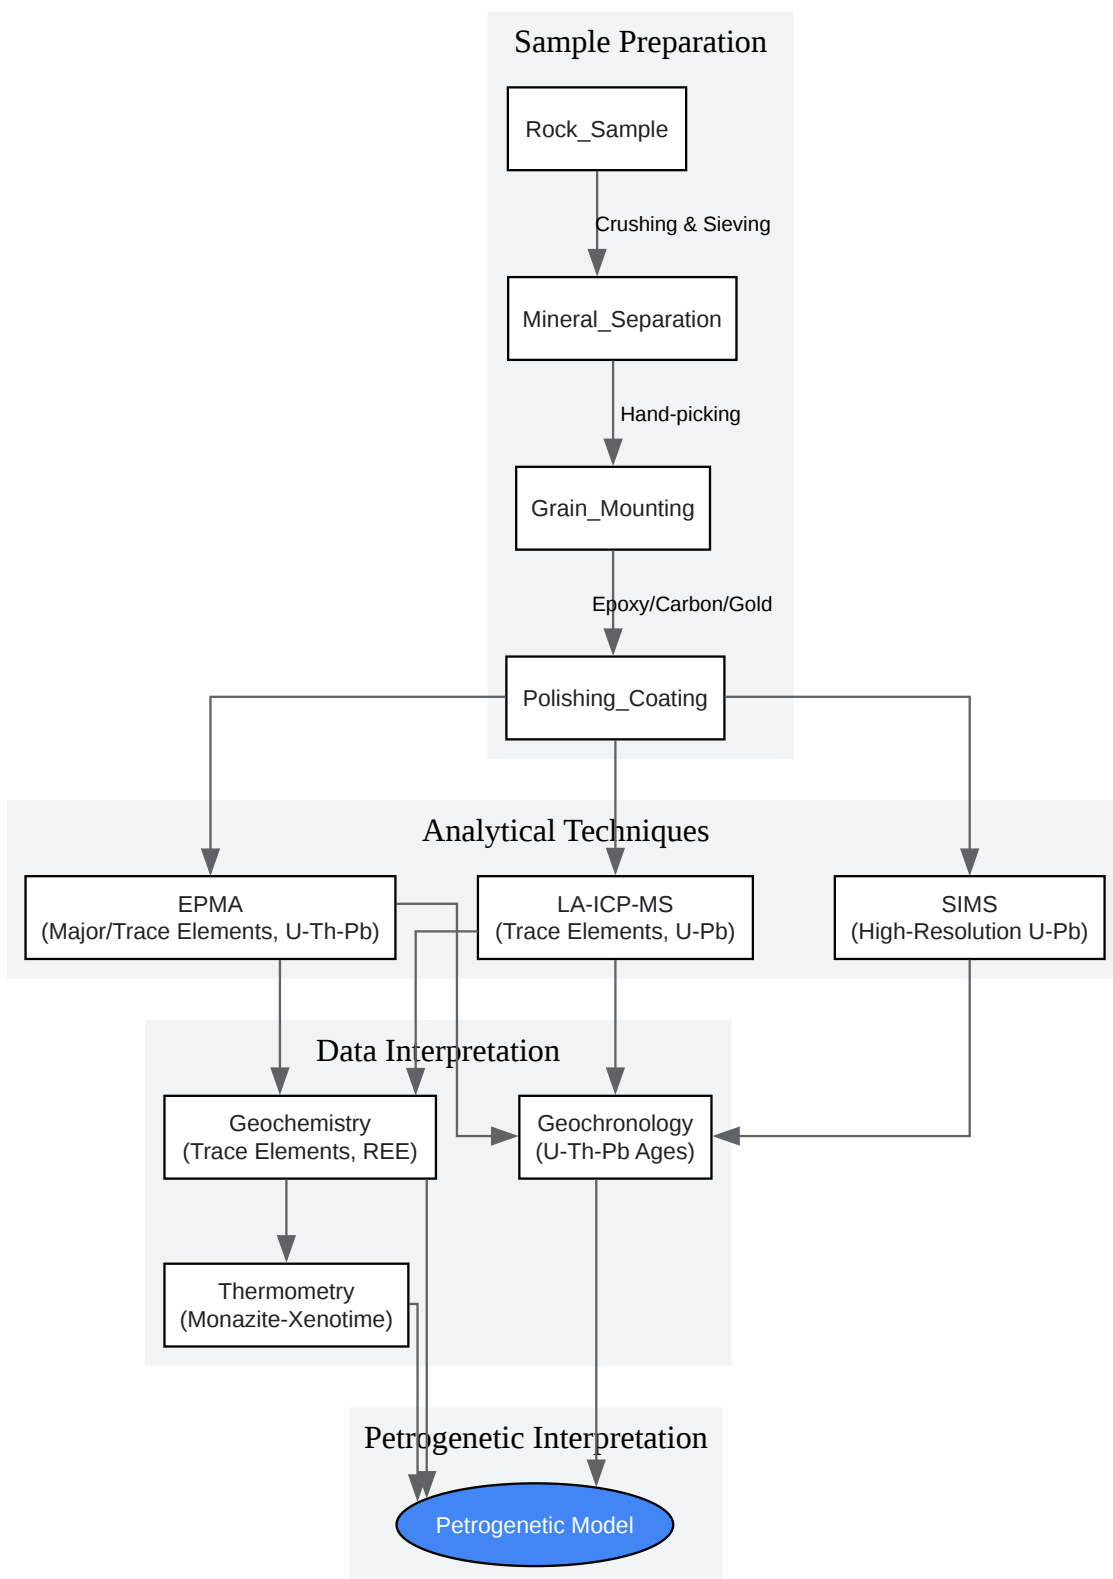 Sample Preparation
Rock_Sample
Crushing & Sieving
Mineral_Separation
Hand-picking
Grain_Mounting
Epoxy/Carbon/Gold
Polishing_Coating
Analytical Techniques
EPMA
(Major/Trace Elements, U-Th-Pb)
LA-ICP-MS
(Trace Elements, U-Pb)
SIMS
(High-Resolution U-Pb)
Data Interpretation
Geochemistry
(Trace Elements, REE)
Geochronology
(U-Th-Pb Ages)
Thermometry
(Monazite-Xenotime)
Petrogenetic Interpretation
Petrogenetic Model